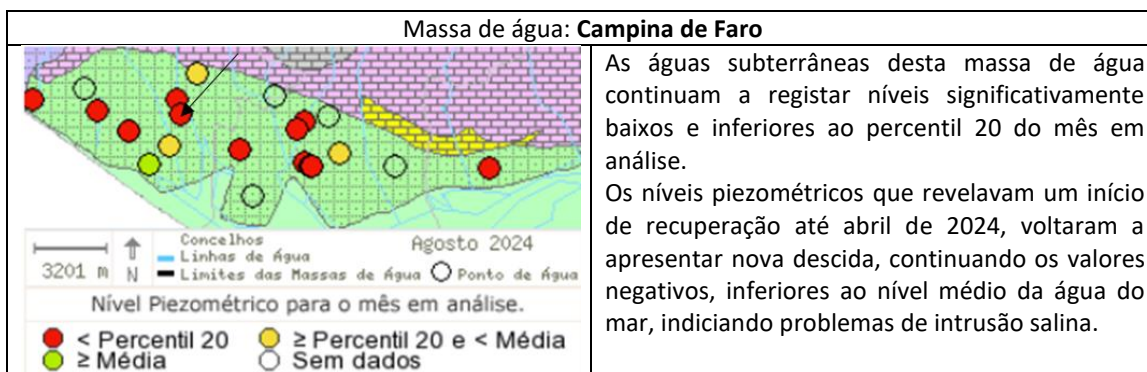 Massa de água: Campina de Faro
As águas subterrâneas desta massa de água
continuam a registar níveis significativamente
baixos e inferiores ao percentil 20 do mês em
análise.
Os níveis piezométricos que revelavam um início
de recuperação até abril de 2024, voltaram a
apresentar nova descida, continuando os valores
negativos, inferiores ao nível médio da água do
mar, indiciando problemas de intrusão salina.
3201 m
N
Concelhos
Agosto 2024
Linhas de Água
Limites das Massas de Água
Ponto de Água
Nível Piezométrico para o mês em análise.
< Percentil 20
≥ Percentil 20 e < Média
≥ Média
Sem dados